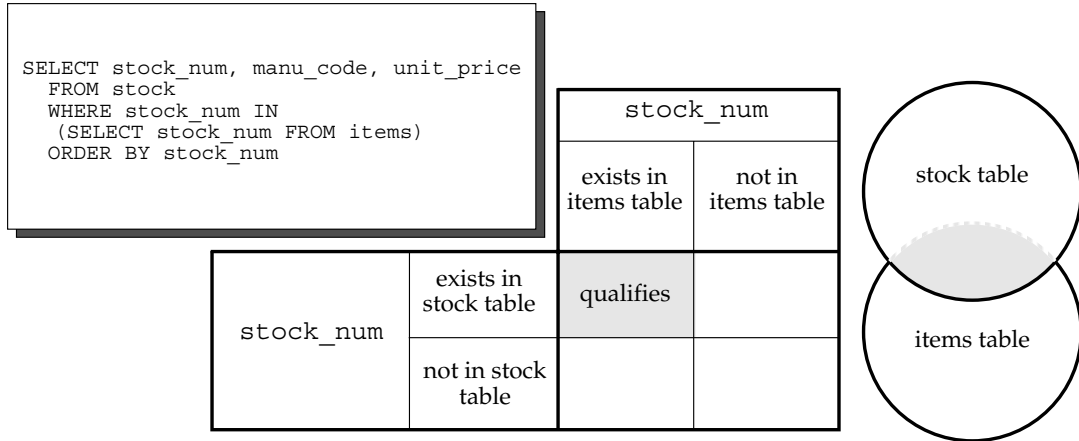 SELECT stock_num, manu_code, unit_price
FROM stock
WHERE stock_num IN
(SELECT stock_num FROM items)
ORDER BY stock_num
stock_num
exists in
items table
not in
items table
stock_num
exists in
stock table
qualifies
not in stock
table
stock table
items table